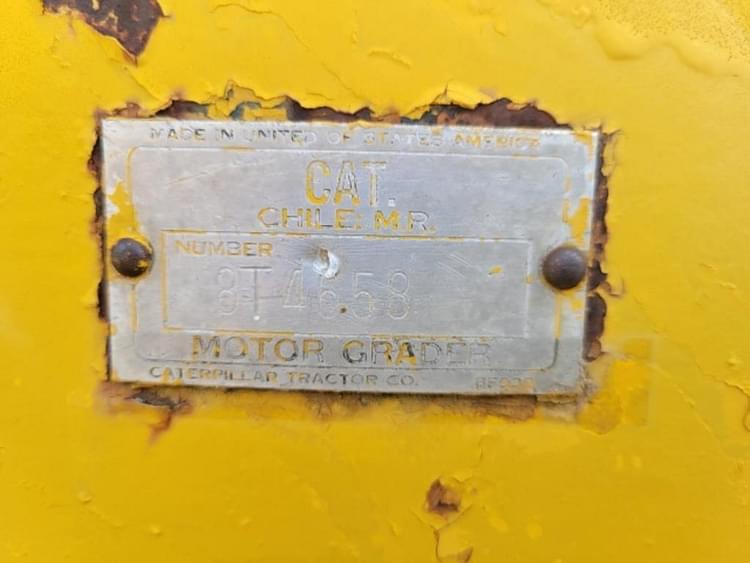 MADE IN UNITED OF STATES AMERICA
CAT.
CHILE: M.R.
NUMBER
8T4658
MOTOR GRADER
CATERPILLAR TRACTOR CO.